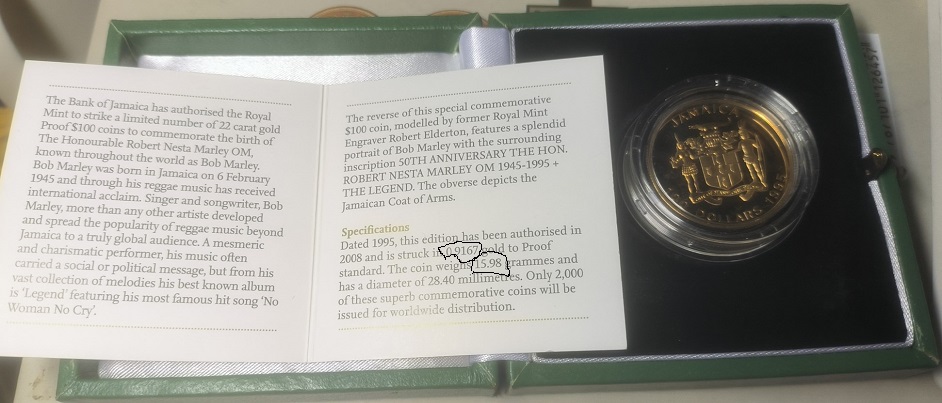 The Bank of Jamaica has authorised the Royal
Mint to strike a limited number of 22 carat gold
Proof $100 coins to commemorate the birth of
The Honourable Robert Nesta Marley OM,
known throughout the world as Bob Marley.
Bob Marley was born in Jamaica on 6 February
1945 and through his reggae music has received
international acclaim. Singer and songwriter, Bob
Marley, more than any other artiste developed
and spread the popularity of reggae music beyond
Jamaica to a truly global audience. A mesmeric
and charismatic performer, his music often
carried a social or political message, but from his
vast collection of melodies his best known album
is 'Legend' featuring his most famous hit song 'No
Woman No Cry'.
The reverse of this special commemorative
$100 coin, modelled by former Royal Mint
Engraver Robert Elderton, features a splendid
portrait of Bob Marley with the surrounding
inscription 50TH ANNIVERSARY THE HON.
ROBERT NESTA MARLEY OM 1945-1995 +
THE LEGEND. The obverse depicts the
Jamaican Coat of Arms.
Specifications
Dated 1995, this edition has been authorised in
2008 and is struck in 0.9167 gold to Proof
standard. The coin weighs 15.98 grammes and
has a diameter of 28.40 millimetres. Only 2,000
of these superb commemorative coins will be
issued for worldwide distribution.
JAMAICA
DOLLARS 1995